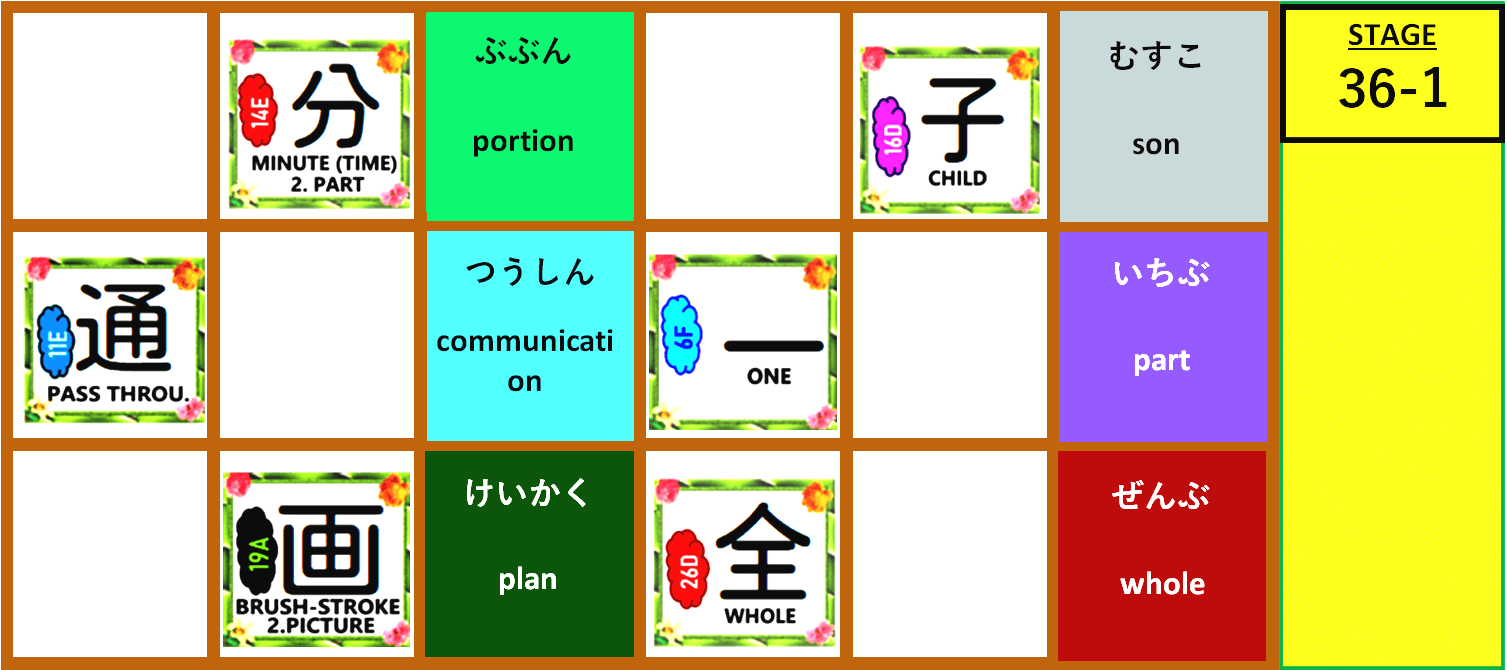 14E
分
MINUTE (TIME)
2. PART
ぶぶん
portion
16D
子
CHILD
むすこ
son
STAGE
36-1
11E
通
PASS THROU.
つうしん
communicati
on
6F
一
ONE
いちぶ
part
19A
画
BRUSH-STROKE
2.PICTURE
けいかく
plan
26D
全
WHOLE
ぜんぶ
whole